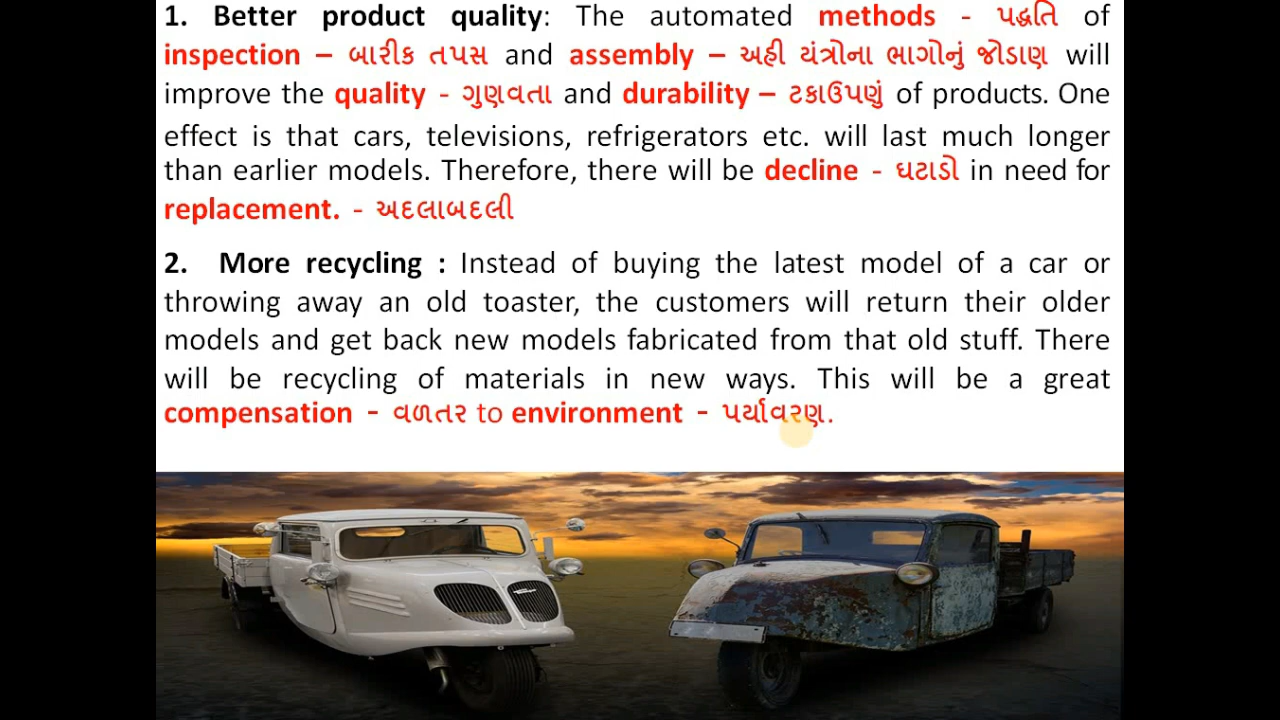 1. Better product quality: The automated methods - પદ્ધતિ of
inspection – બારીક તપસ and assembly – અહી યંત્રોના ભાગોનું જોડાણ will
improve the quality - ગુણવતા and durability – ટકાઉપણું of products. One
effect is that cars, televisions, refrigerators etc. will last much longer
than earlier models. Therefore, there will be decline - ઘટાડો in need for
replacement. - અદલાબદલી
2. More recycling : Instead of buying the latest model of a car or
throwing away an old toaster, the customers will return their older
models and get back new models fabricated from that old stuff. There
will be recycling of materials in new ways. This will be a great
compensation - વળતર to environment - પર્યાવરણ.